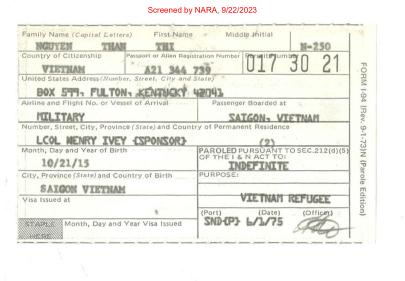 Screened by NARA, 9/22/2023
Family Name (Capital Letters) First Name Middle Initial
NGUYEN THAN THI N-250
Country of Citizenship Passport or Alien Registration Number
VIETNAM A21 344 739 017 30 21
United States Address (Number, Street, City and State)
BOX 599, FULTON, KENTUCKY 42041
Airline and Flight No. or Vessel of Arrival Passenger Boarded at
MILITARY SAIGON, VIETNAM
Number, Street, City, Province (State) and Country of Permanent Residence
LCOL HENRY IVEY (SPONSOR) (2)
Month, Day and Year of Birth PAROLED PURSUANT TO SEC. 212(d)(5)
OF THE I & N ACT TO:
10/21/15 INDEFINITE
City, Province (State) and Country of Birth PURPOSE:
SAIGON VIETNAM
Visa Issued at VIETNAM REFUGEE
(Port) (Date) (Officer)
STAPLE HERE Month, Day and Year Visa Issued SND(P) 6/1/75
FORM I-94 (Rev. 9-1-73)N (Parole Edition)